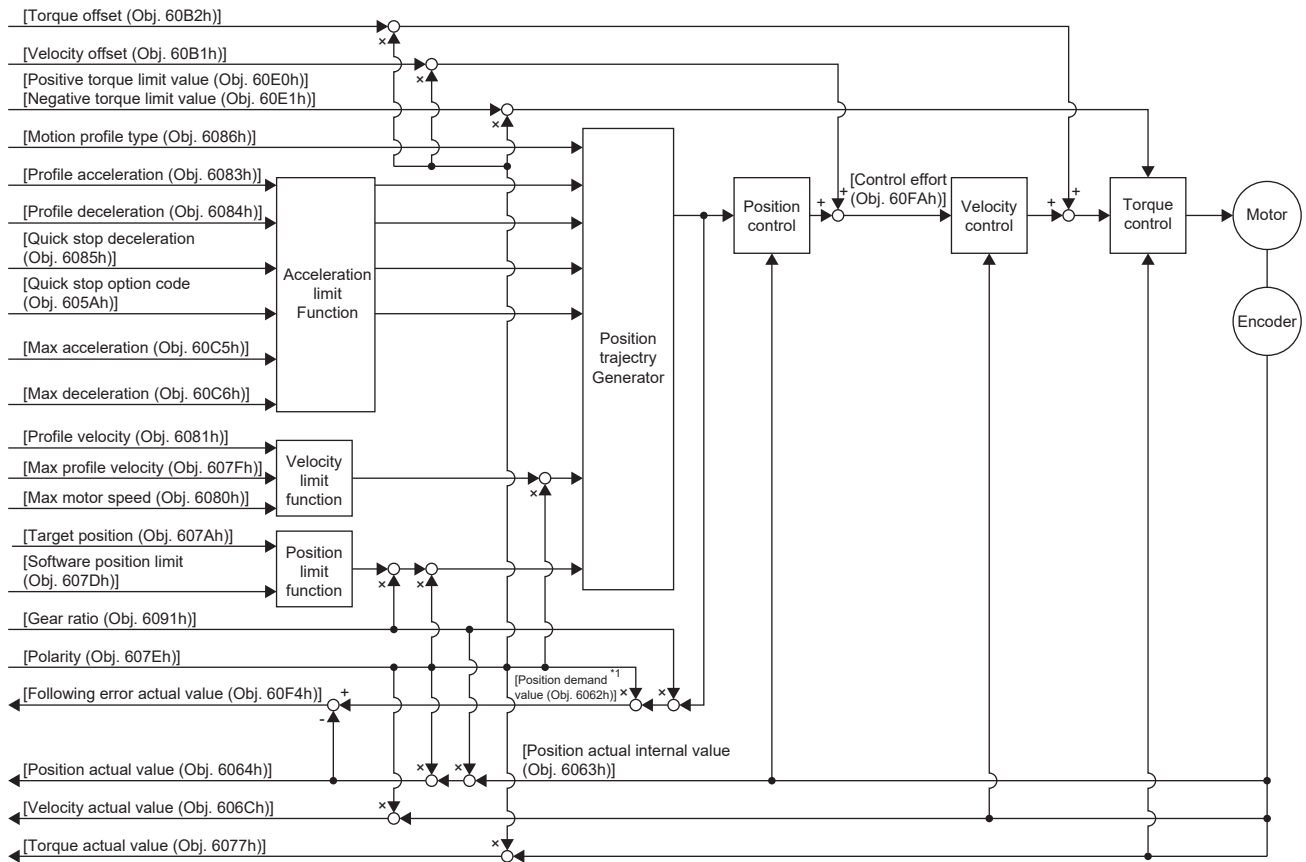 [Torque offset (Obj. 60B2h)]
×
[Velocity offset (Obj. 60B1h)]
×
[Positive torque limit value (Obj. 60E0h)]
[Negative torque limit value (Obj. 60E1h)]
×
[Motion profile type (Obj. 6086h)]
[Profile acceleration (Obj. 6083h)]
[Profile deceleration (Obj. 6084h)]
[Quick stop deceleration
(Obj. 6085h)]
[Quick stop option code
(Obj. 605Ah)]
[Max acceleration (Obj. 60C5h)]
[Max deceleration (Obj. 60C6h)]
Acceleration
limit
Function
Position
trajectry
Generator
Position
control
+
+
[Control effort
(Obj. 60FAh)]
Velocity
control
+
+
Torque
control
Motor
Encoder
[Profile velocity (Obj. 6081h)]
[Max profile velocity (Obj. 607Fh)]
[Max motor speed (Obj. 6080h)]
Velocity
limit
function
×
[Target position (Obj. 607Ah)]
[Software position limit
(Obj. 607Dh)]
Position
limit
function
×
×
[Gear ratio (Obj. 6091h)]
[Polarity (Obj. 607Eh)]
[Following error actual value (Obj. 60F4h)]
+
-
[Position demand *1
value (Obj. 6062h)]
×
×
[Position actual value (Obj. 6064h)]
×
×
[Position actual internal value
(Obj. 6063h)]
[Velocity actual value (Obj. 606Ch)]
×
[Torque actual value (Obj. 6077h)]
×